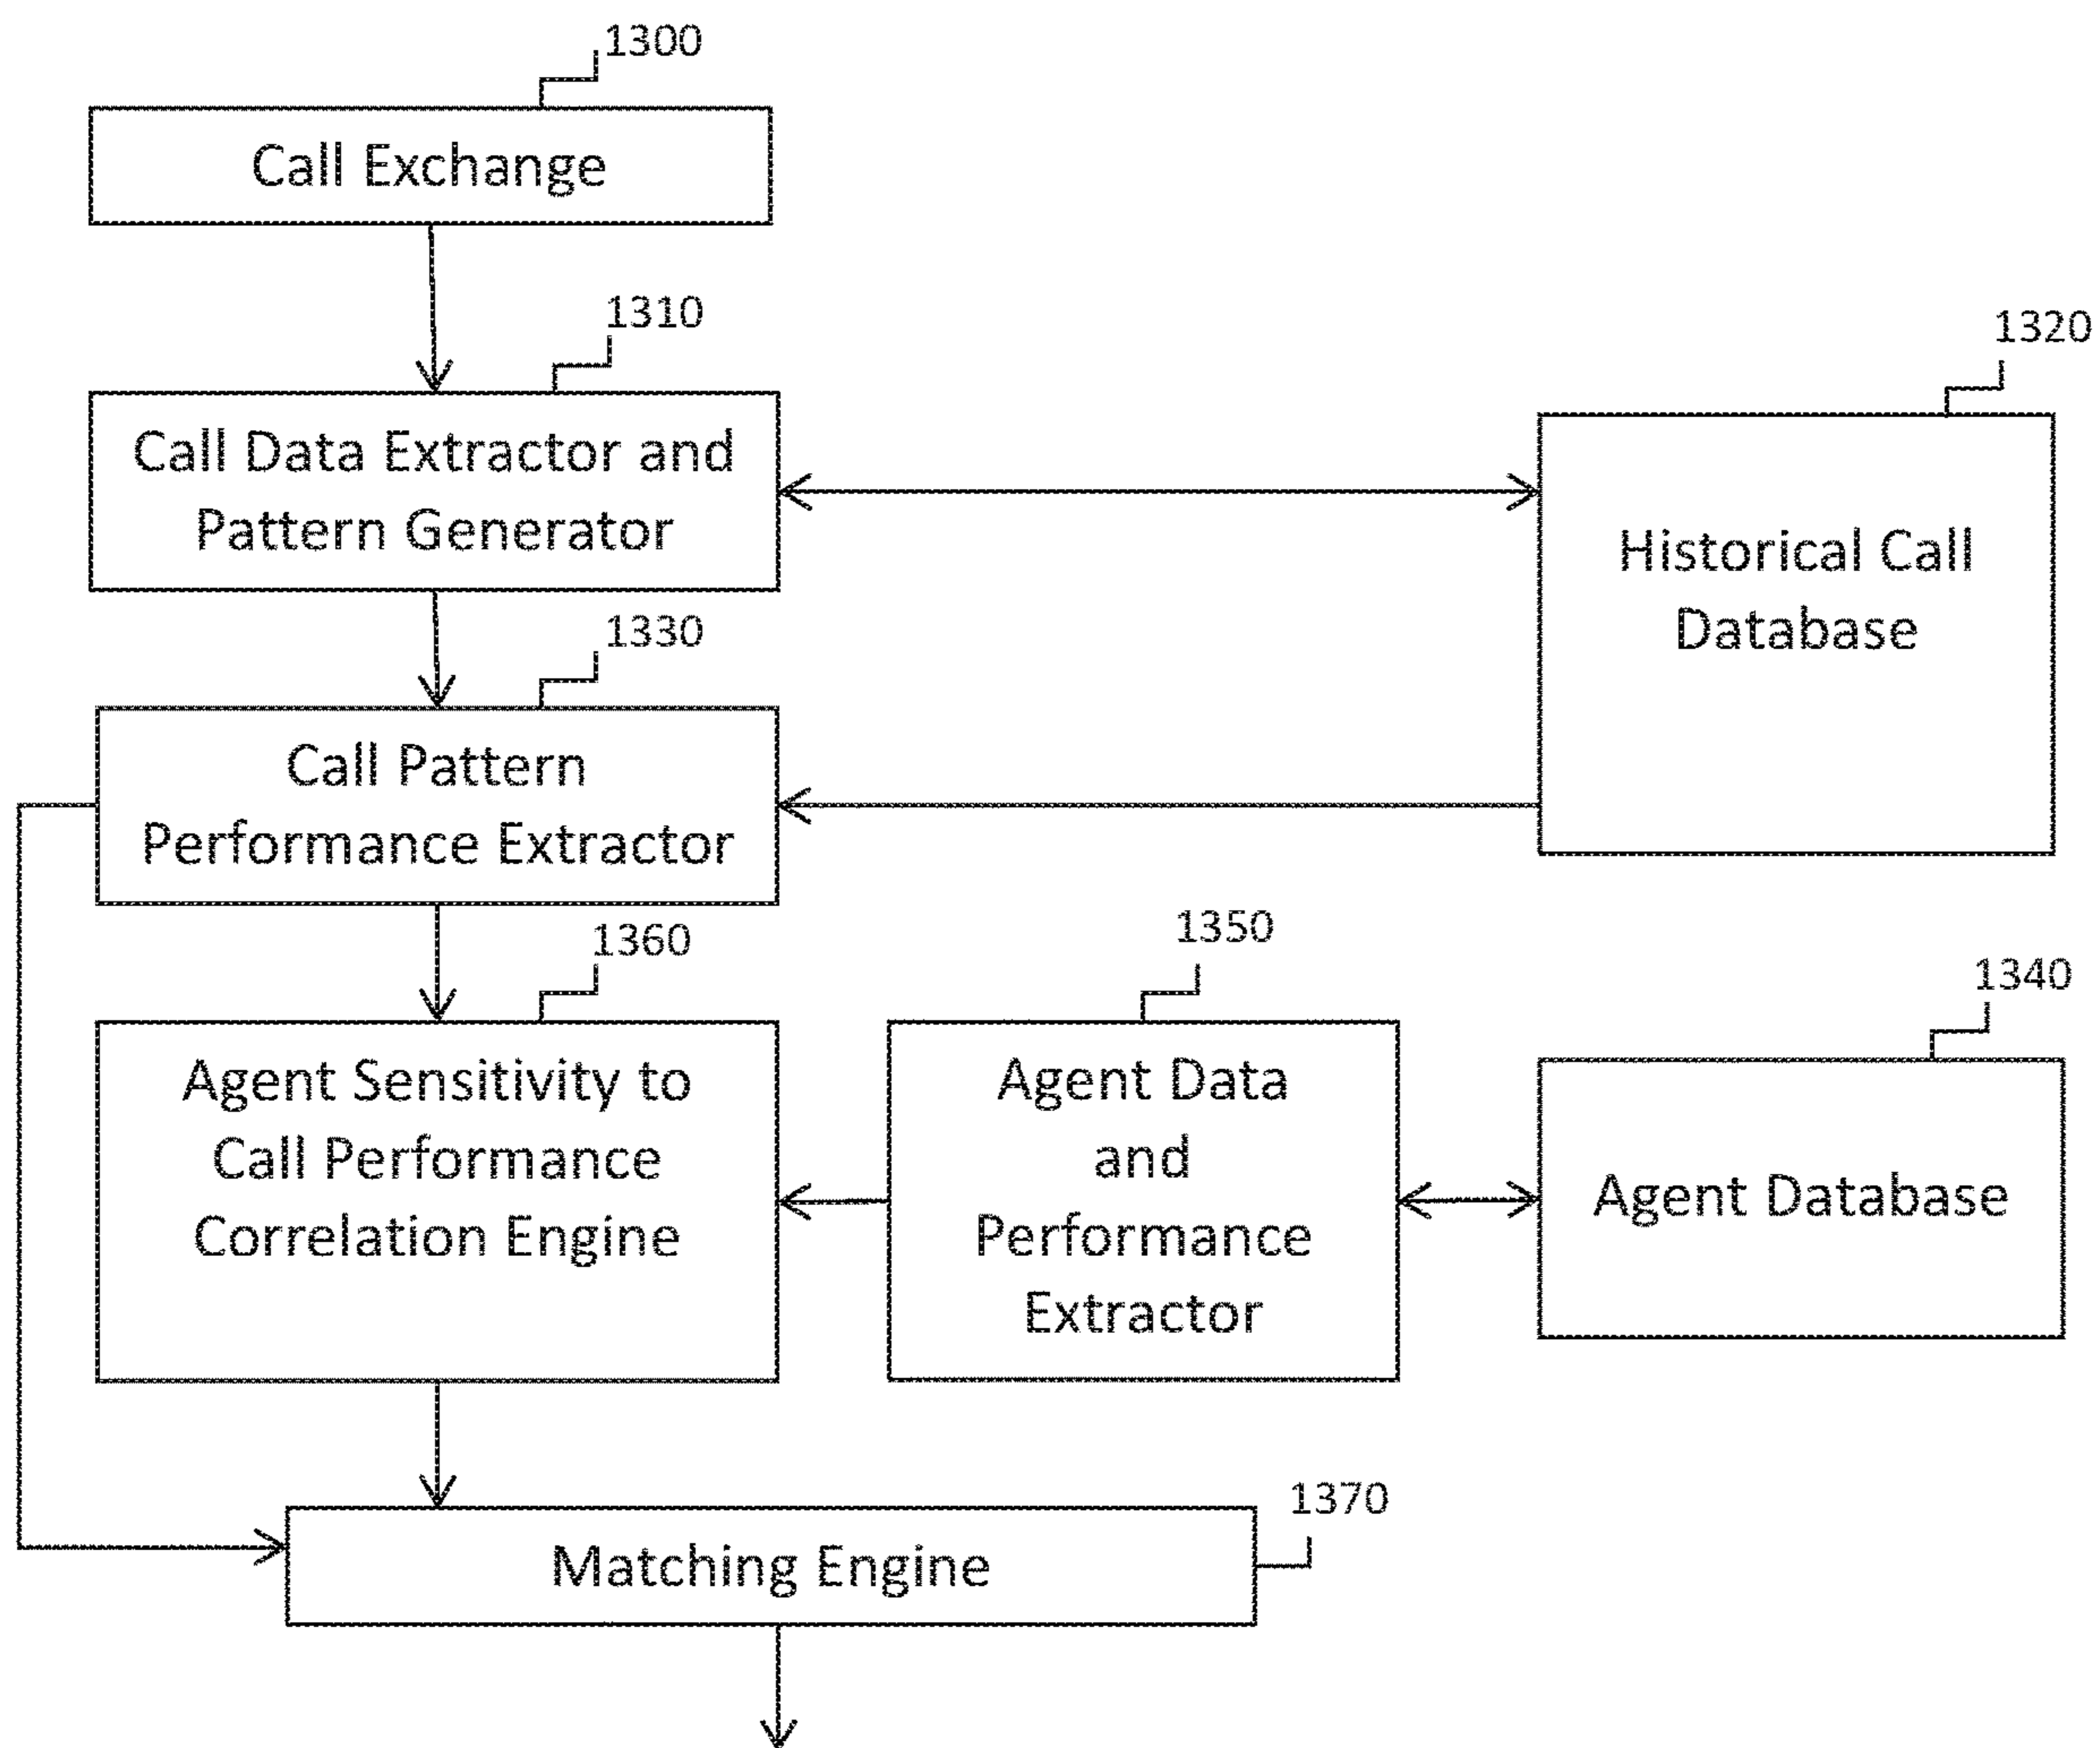 1300
Call Exchange
1310
Call Data Extractor and
Pattern Generator
1320
Historical Call
Database
1330
Call Pattern
Performance Extractor
1360
Agent Sensitivity to
Call Performance
Correlation Engine
1350
Agent Data
and
Performance
Extractor
1340
Agent Database
1370
Matching Engine